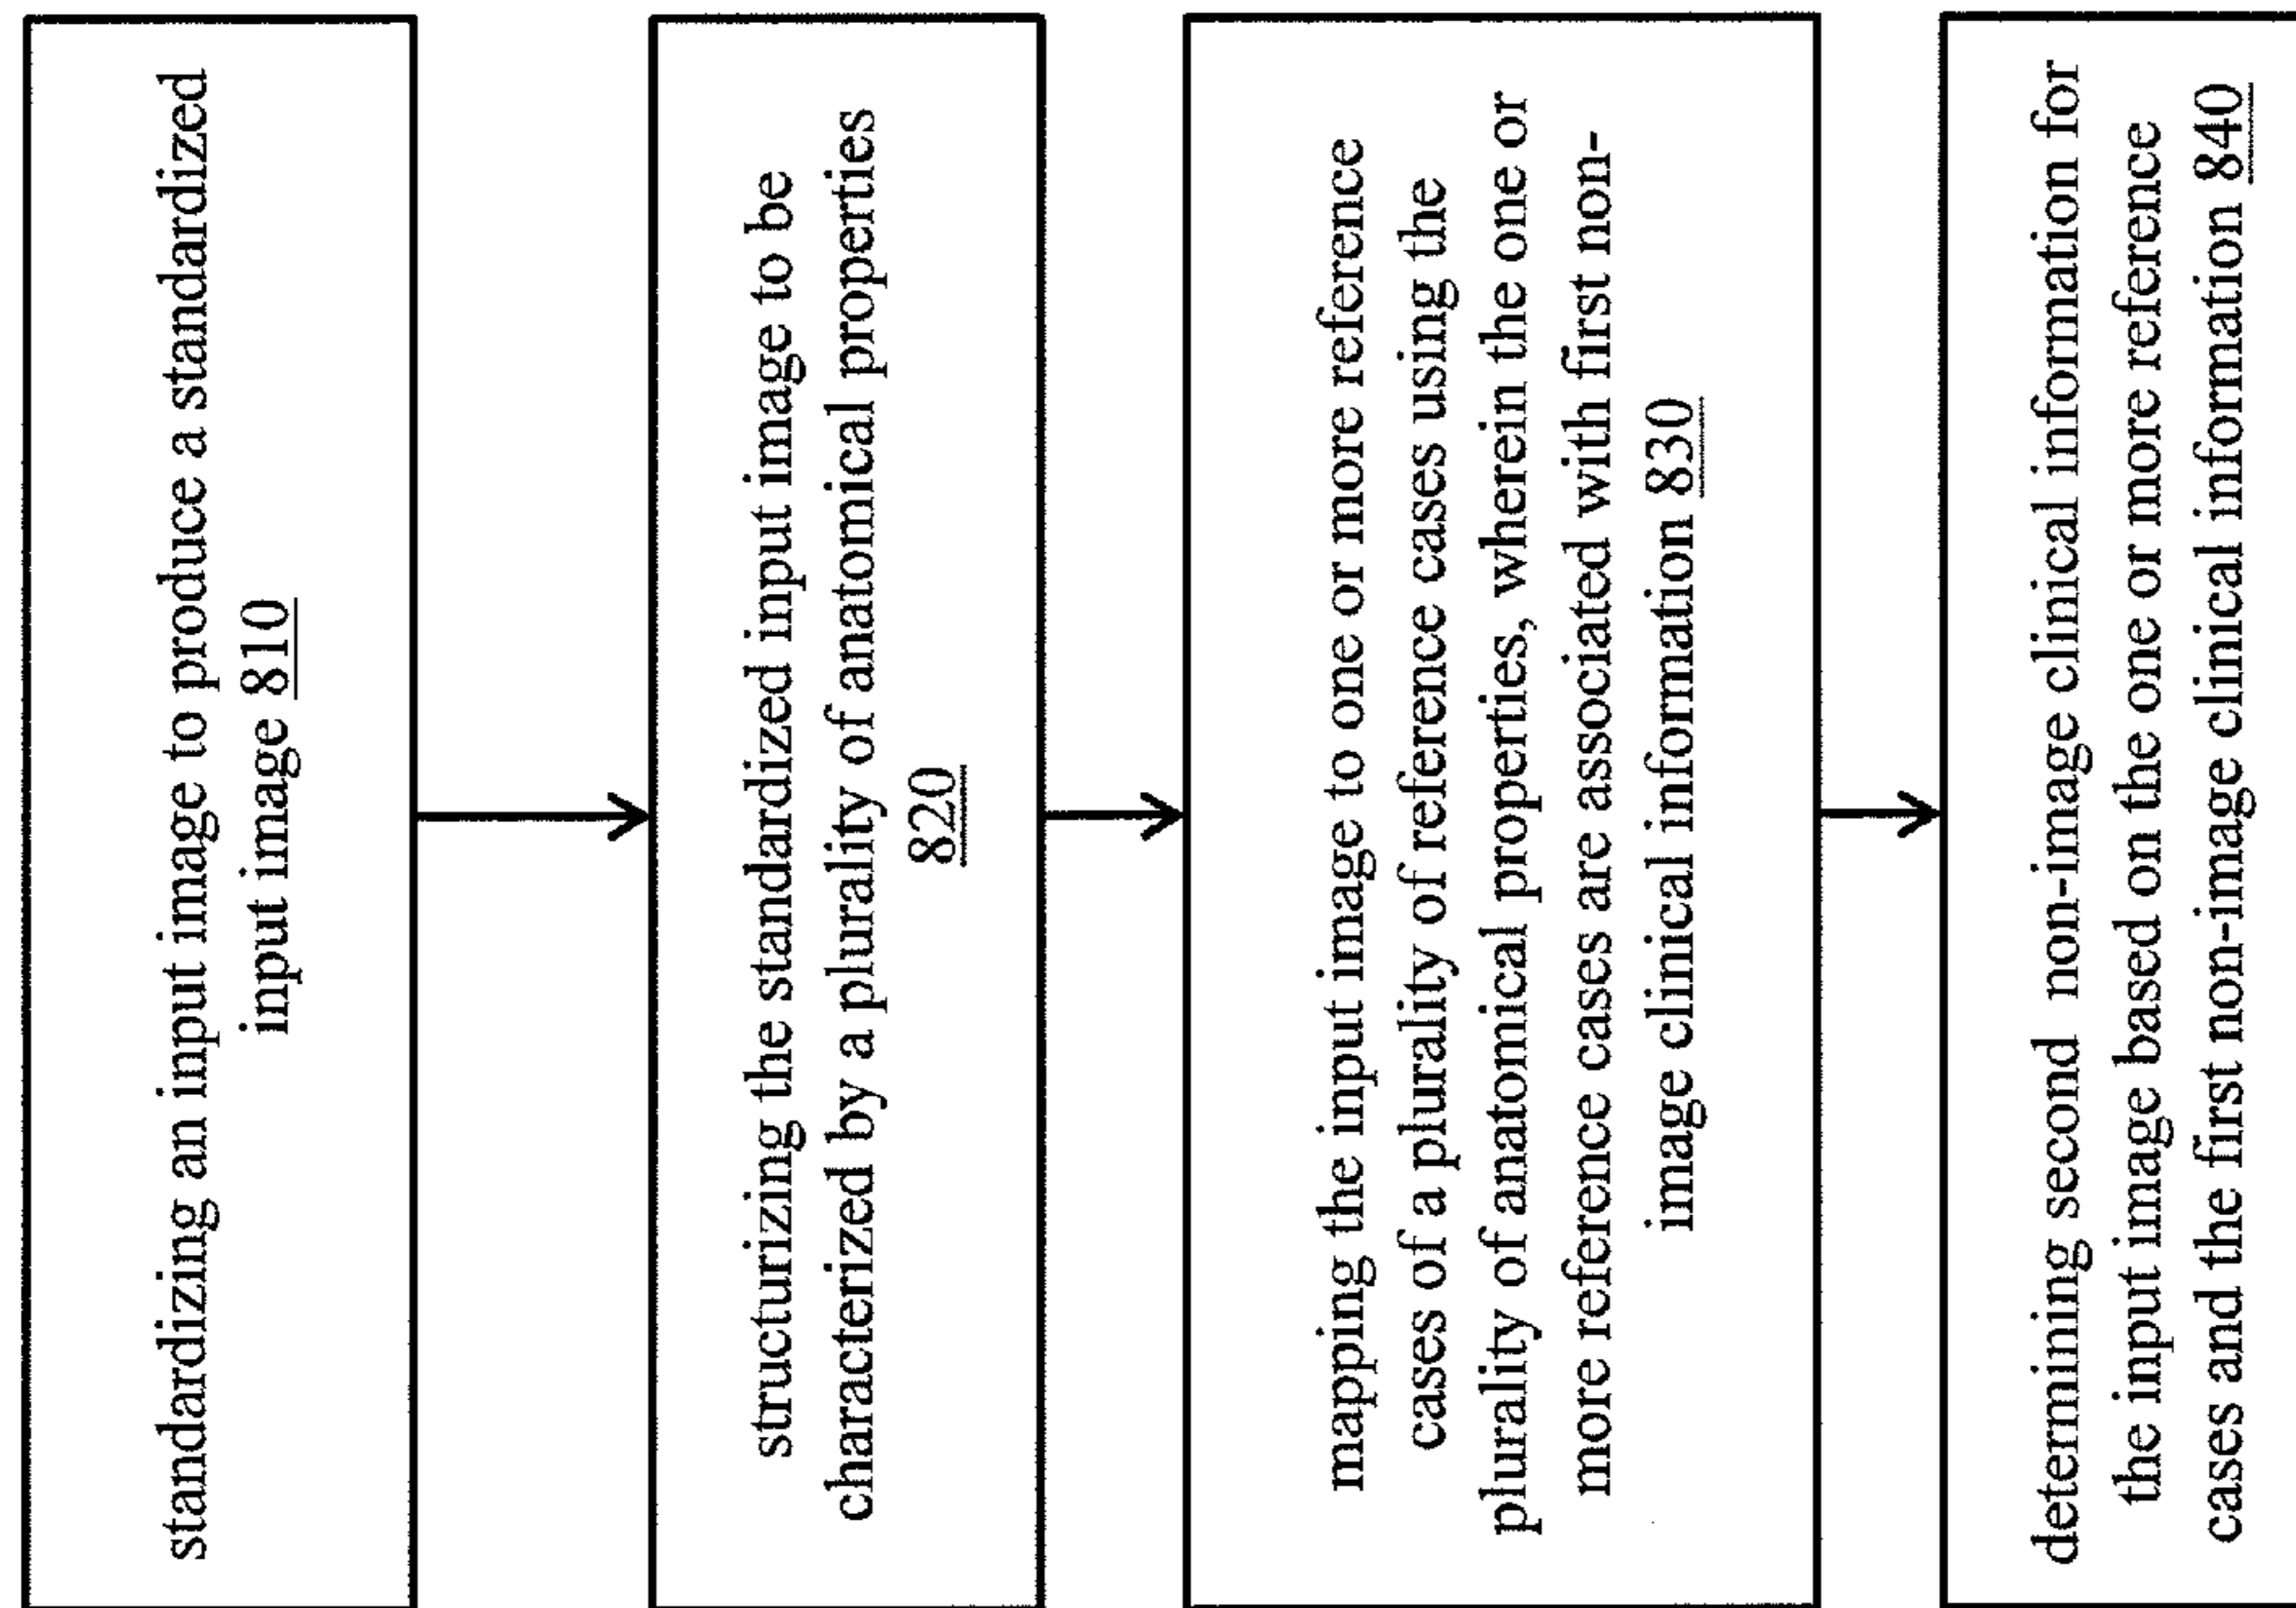 standardizing an input image to produce a standardized
input image 810
structurizing the standardized input image to be
characterized by a plurality of anatomical properties
820
mapping the input image to one or more reference
cases of a plurality of reference cases using the
plurality of anatomical properties, wherein the one or
more reference cases are associated with first non-
image clinical information 830
determining second non-image clinical information for
the input image based on the one or more reference
cases and the first non-image clinical information 840